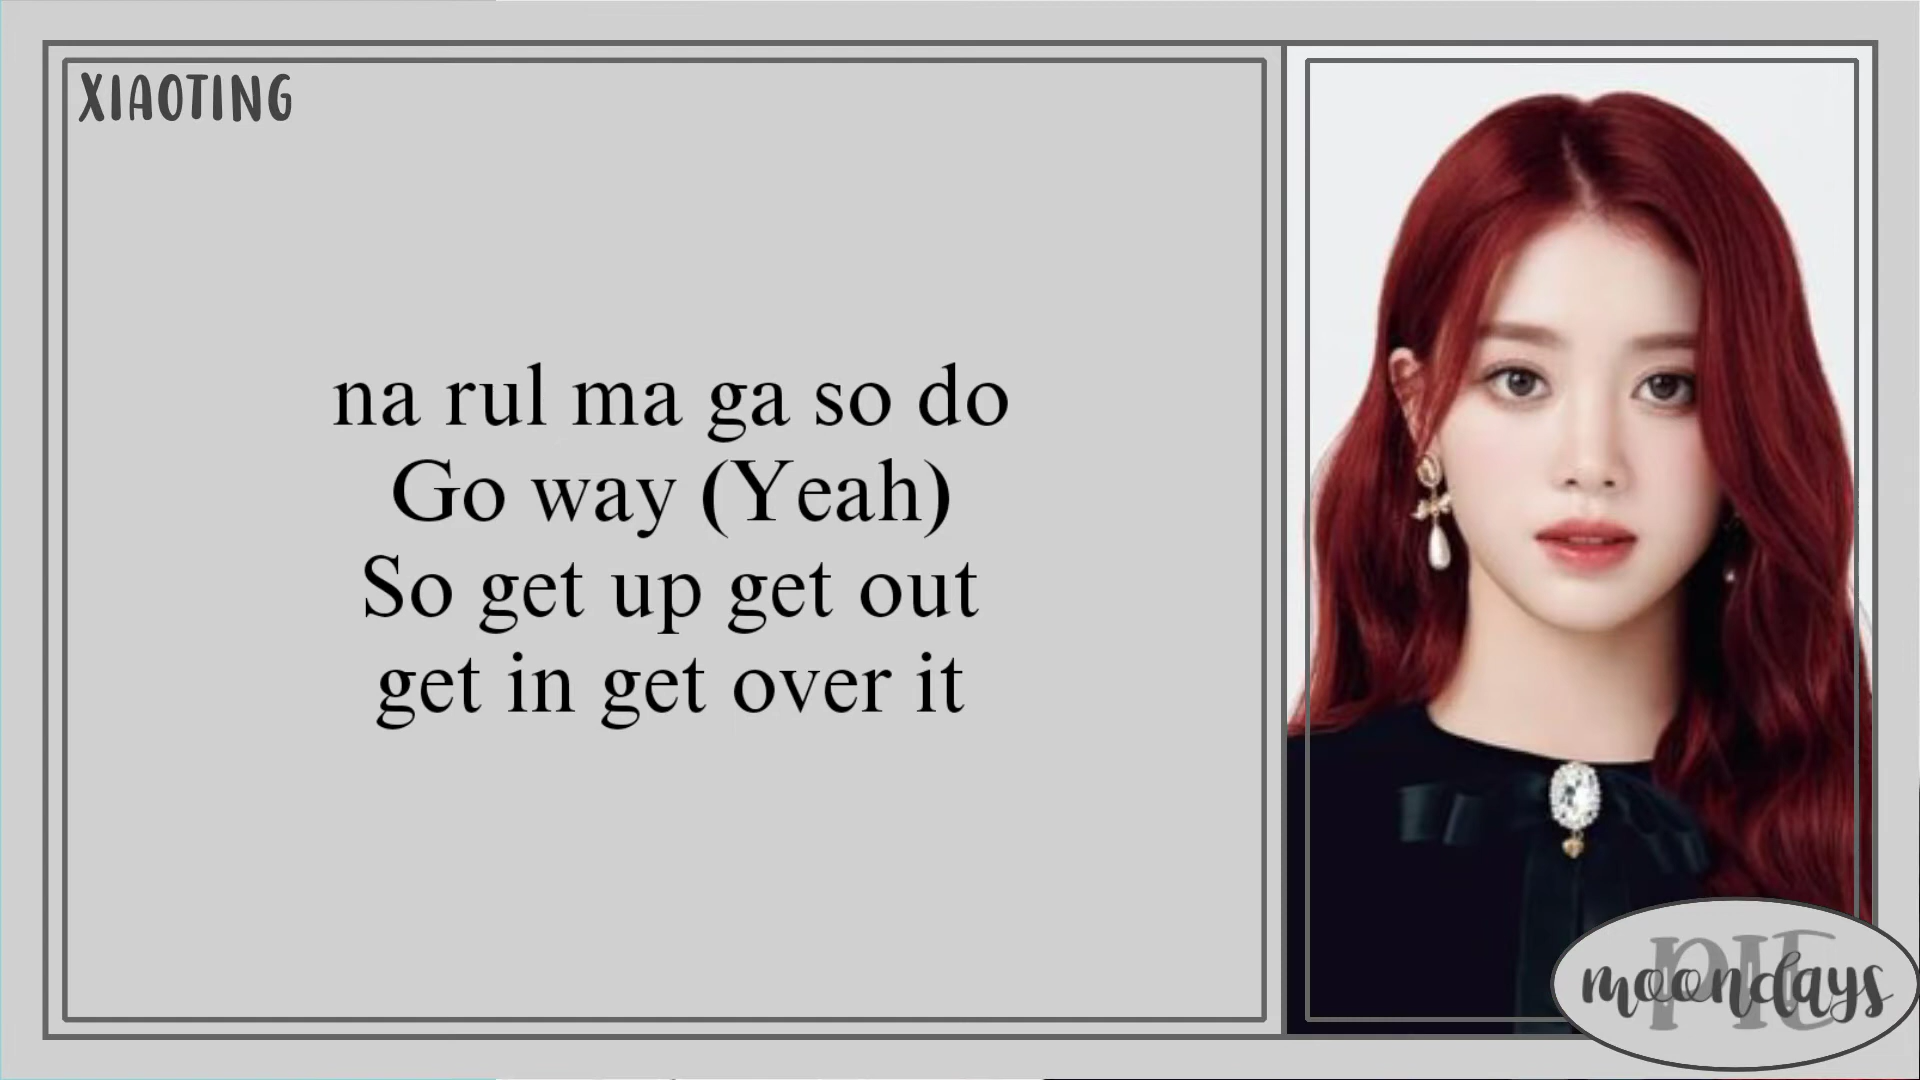 XIAOTING
na rul ma ga so do
Go way (Yeah)
So get up get out
get in get over it
PIE
moondays